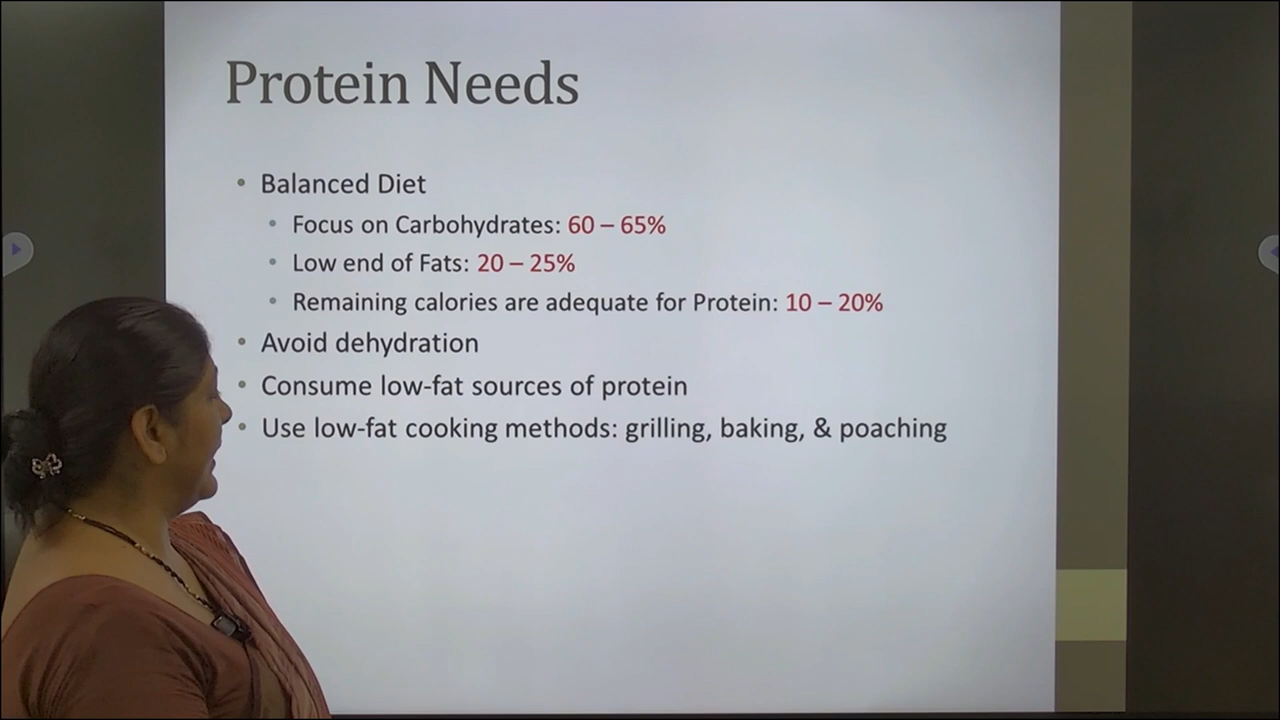 Protein Needs
• Balanced Diet
• Focus on Carbohydrates: 60 – 65%
• Low end of Fats: 20 – 25%
• Remaining calories are adequate for Protein: 10 – 20%
• Avoid dehydration
• Consume low-fat sources of protein
• Use low-fat cooking methods: grilling, baking, & poaching